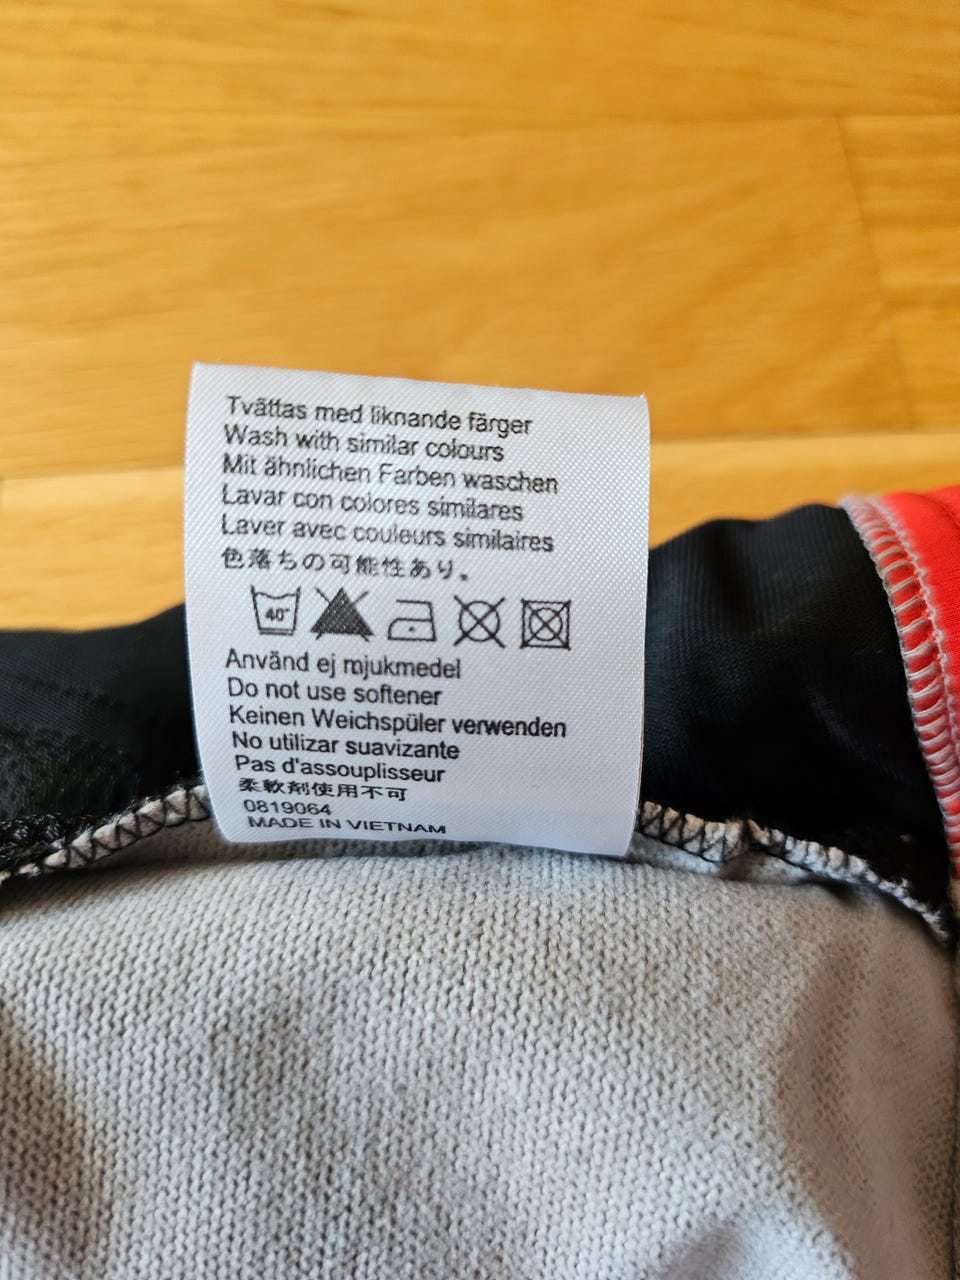 Tvättas med liknande färger
Wash with similar colours
Mit ähnlichen Farben waschen
Lavar con colores similares
Laver avec couleurs similaires
色落ちの可能性あり。
40°
Använd ej mjukmedel
Do not use softener
Keinen Weichspüler verwenden
No utilizar suavizante
Pas d'assouplisseur
柔軟剤使用不可
0819064
MADE IN VIETNAM